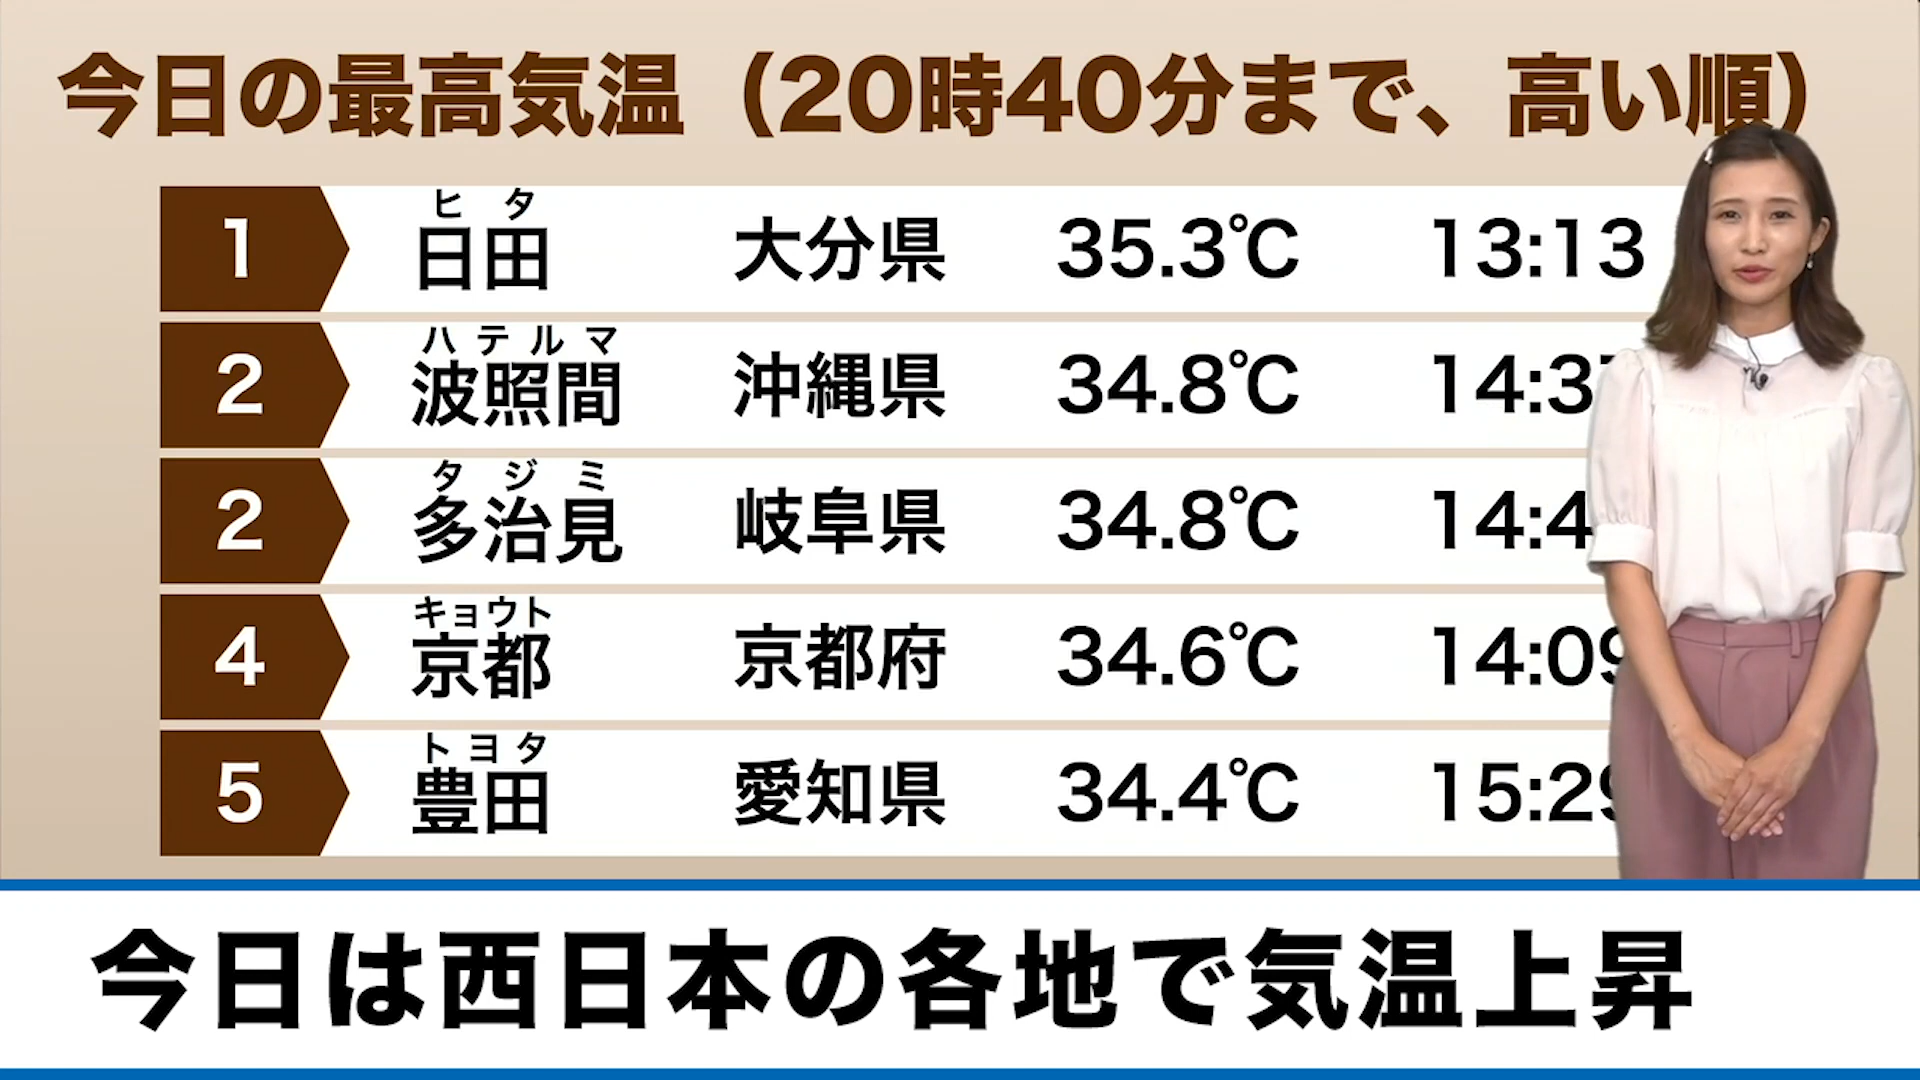 今日の最高気温（20時40分まで、高い順）
ヒタ
1 日田 大分県 35.3℃ 13:13
ハテルマ
2 波照間 沖縄県 34.8℃
タジミ
2 多治見 岐阜県 34.8℃
キョウト
4 京都 京都府 34.6℃
トヨタ
5 豊田 愛知県 34.4℃
今日は西日本の各地で気温上昇